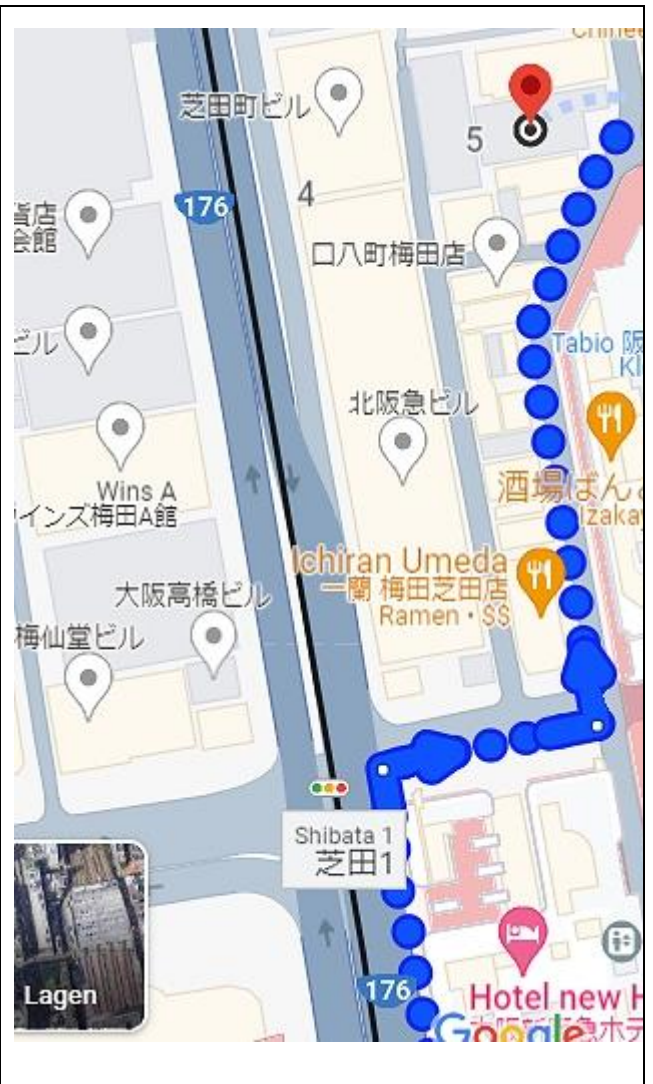 Chinese
芝田町ビル
5
176
4
貨店
会館
口八町梅田店
ビル
Tabio 阪
北阪急ビル
Wins A
インズ梅田A館
酒場ばん
Izakay
Ichiran Umeda
一蘭 梅田芝田店
Ramen・$$
大阪高橋ビル
梅仙堂ビル
Shibata 1
芝田1
Lagen
176
Hotel new H
Google